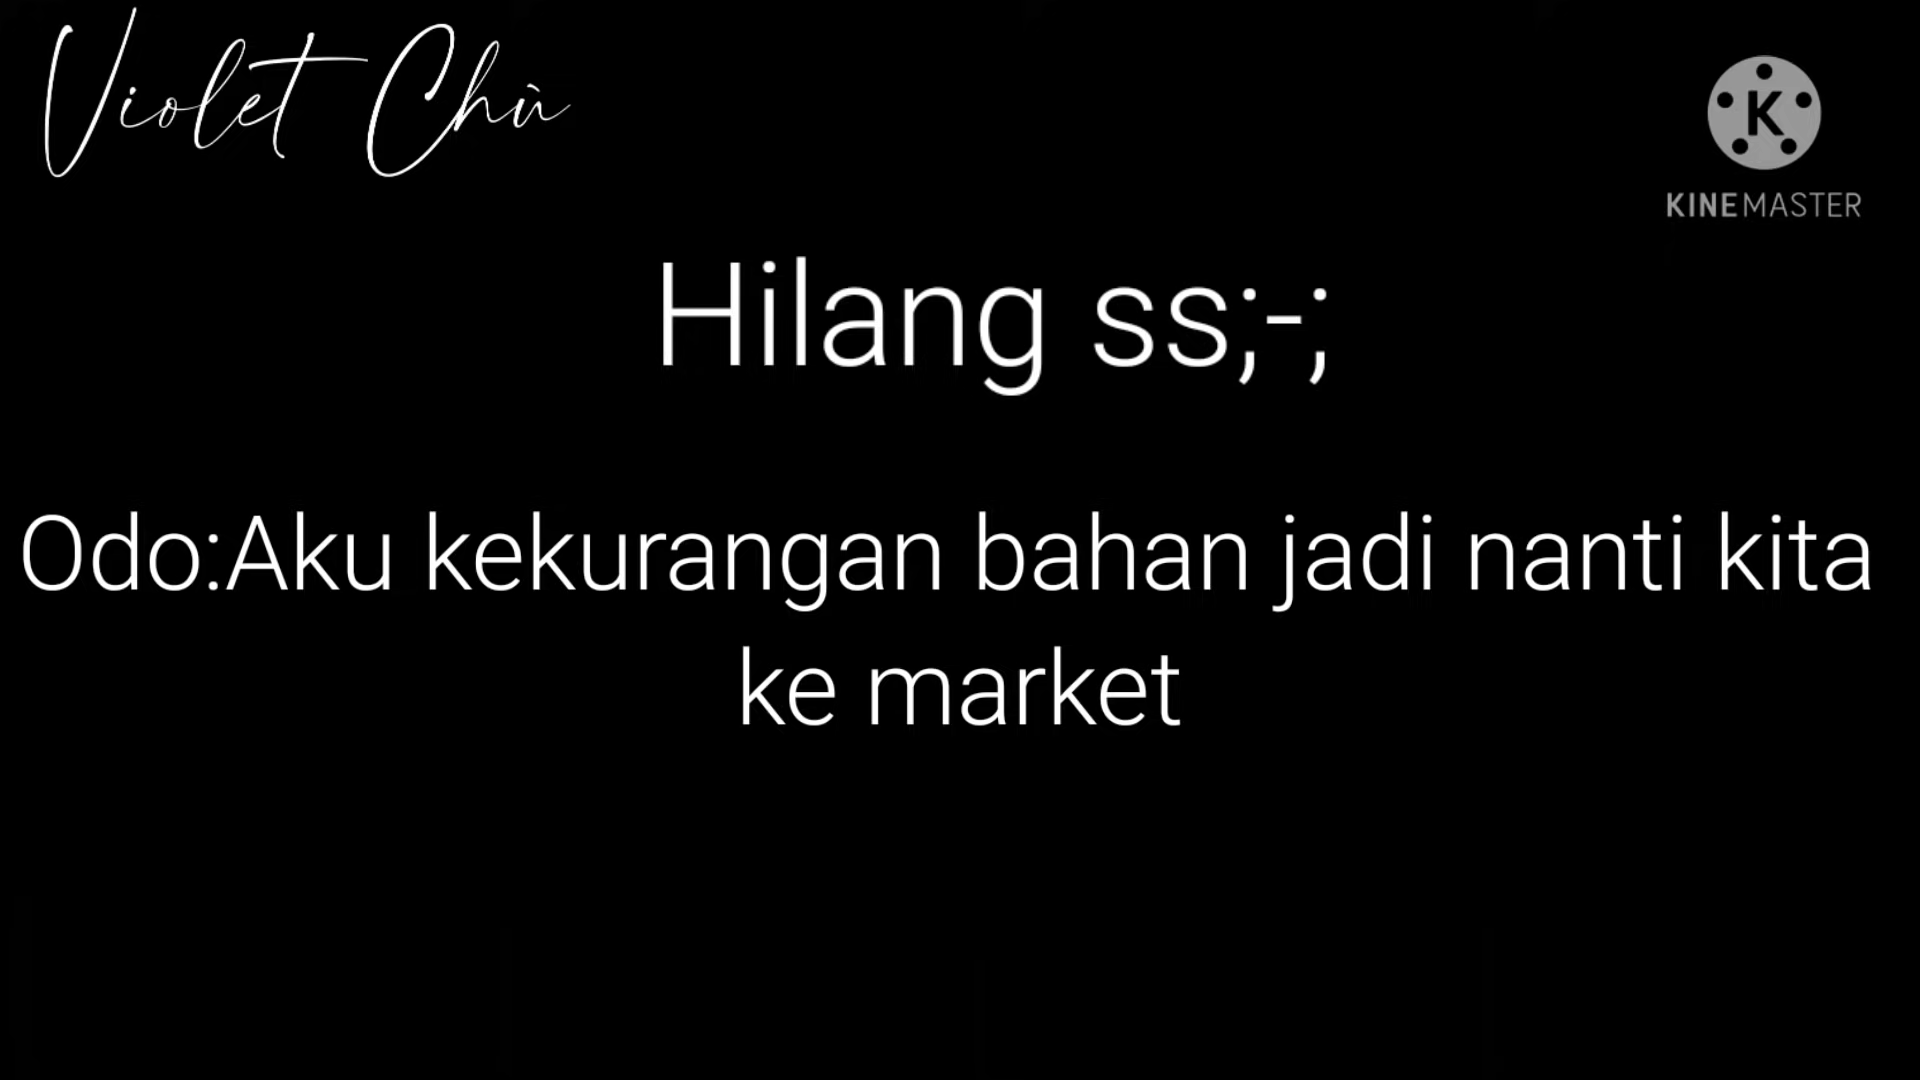 Violet Chù
K
KINEMASTER
Hilang ss;-;
Odo:Aku kekurangan bahan jadi nanti kita
ke market